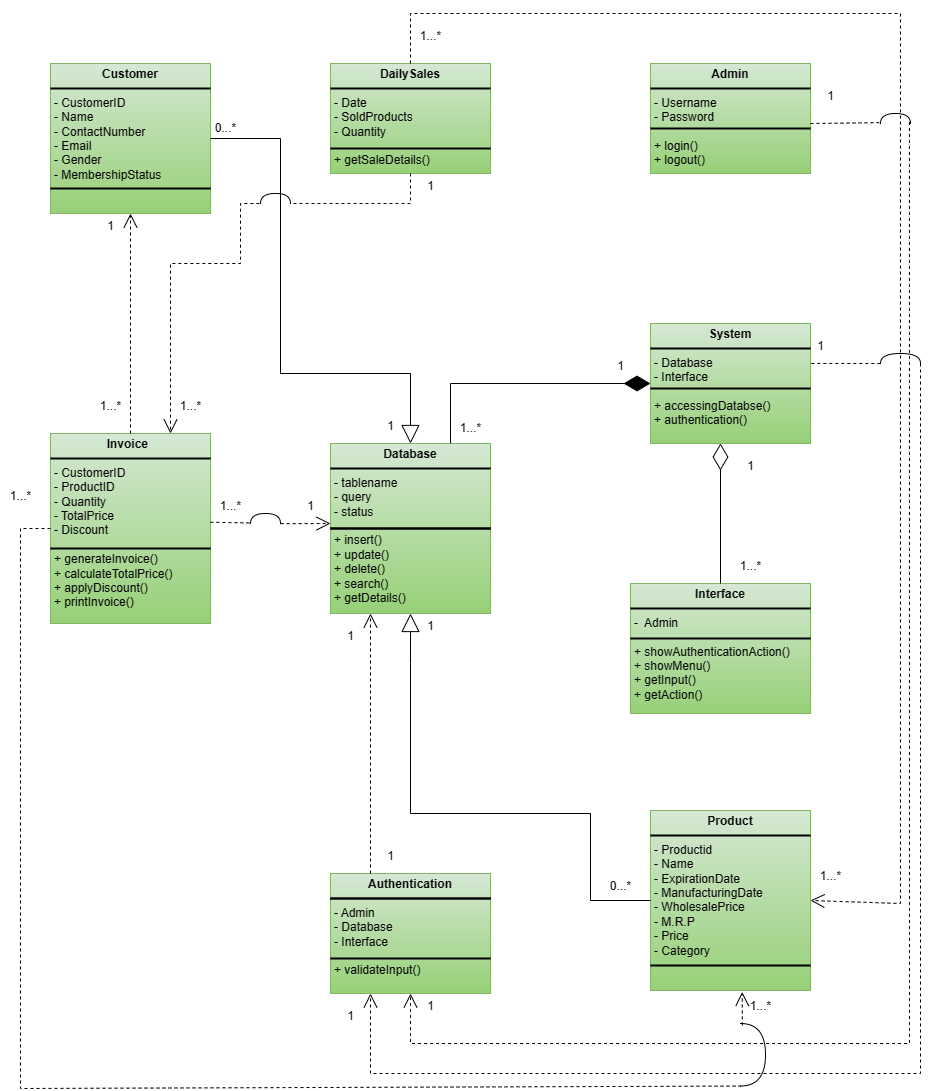 1...*
Customer
- CustomerID
- Name
- ContactNumber
- Email
- Gender
- MembershipStatus
0...*
1
DailySales
- Date
- SoldProducts
- Quantity
+ getSaleDetails()
1
Admin
- Username
- Password
+ login()
+ logout()
1
System
- Database
- Interface
+ accessingDatabse()
+ authentication()
1
1
1...*
1
1...*
1...*
1...*
Invoice
- CustomerID
- ProductID
- Quantity
- TotalPrice
- Discount
+ generateInvoice()
+ calculateTotalPrice()
+ applyDiscount()
+ printInvoice()
1...*
1...*
1
1
Database
- tablename
- query
- status
+ insert()
+ update()
+ delete()
+ search()
+ getDetails()
1
1
Interface
- Admin
+ showAuthenticationAction()
+ showMenu()
+ getInput()
+ getAction()
1
Authentication
- Admin
- Database
- Interface
+ validateInput()
1
1
0...*
Product
- Productid
- Name
- ExpirationDate
- ManufacturingDate
- WholesalePrice
- M.R.P
- Price
- Category
1...*
1...*